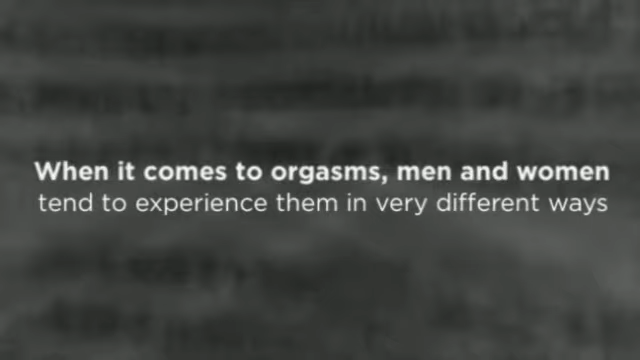 When it comes to orgasms, men and women
tend to experience them in very different ways